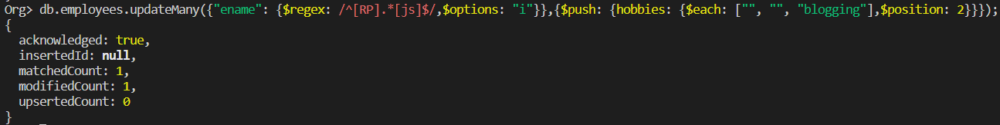 Org> db.employees.updateMany({"ename": {$regex: /^[RP].*[js]$/,$options: "i"}},{$push: {hobbies: {$each: ["", "", "blogging"],$position: 2}}});
{
  acknowledged: true,
  insertedId: null,
  matchedCount: 1,
  modifiedCount: 1,
  upsertedCount: 0
}